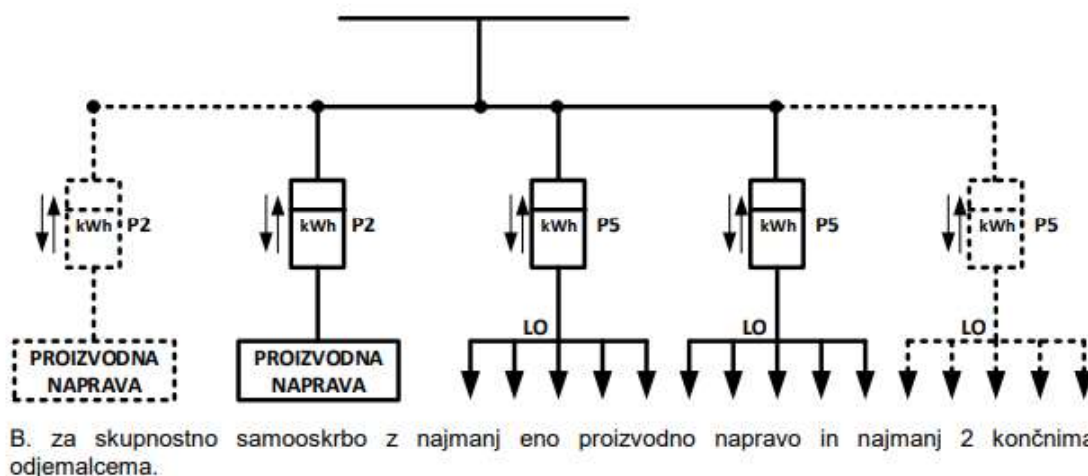 kWh P2 kWh P2 kWh P5 kWh P5 kWh P5
LO LO LO
PROIZVODNA PROIZVODNA
NAPRAVA NAPRAVA
B. za skupnostno samooskrbo z najmanj eno proizvodno napravo in najmanj 2 končnima
odjemalcema.